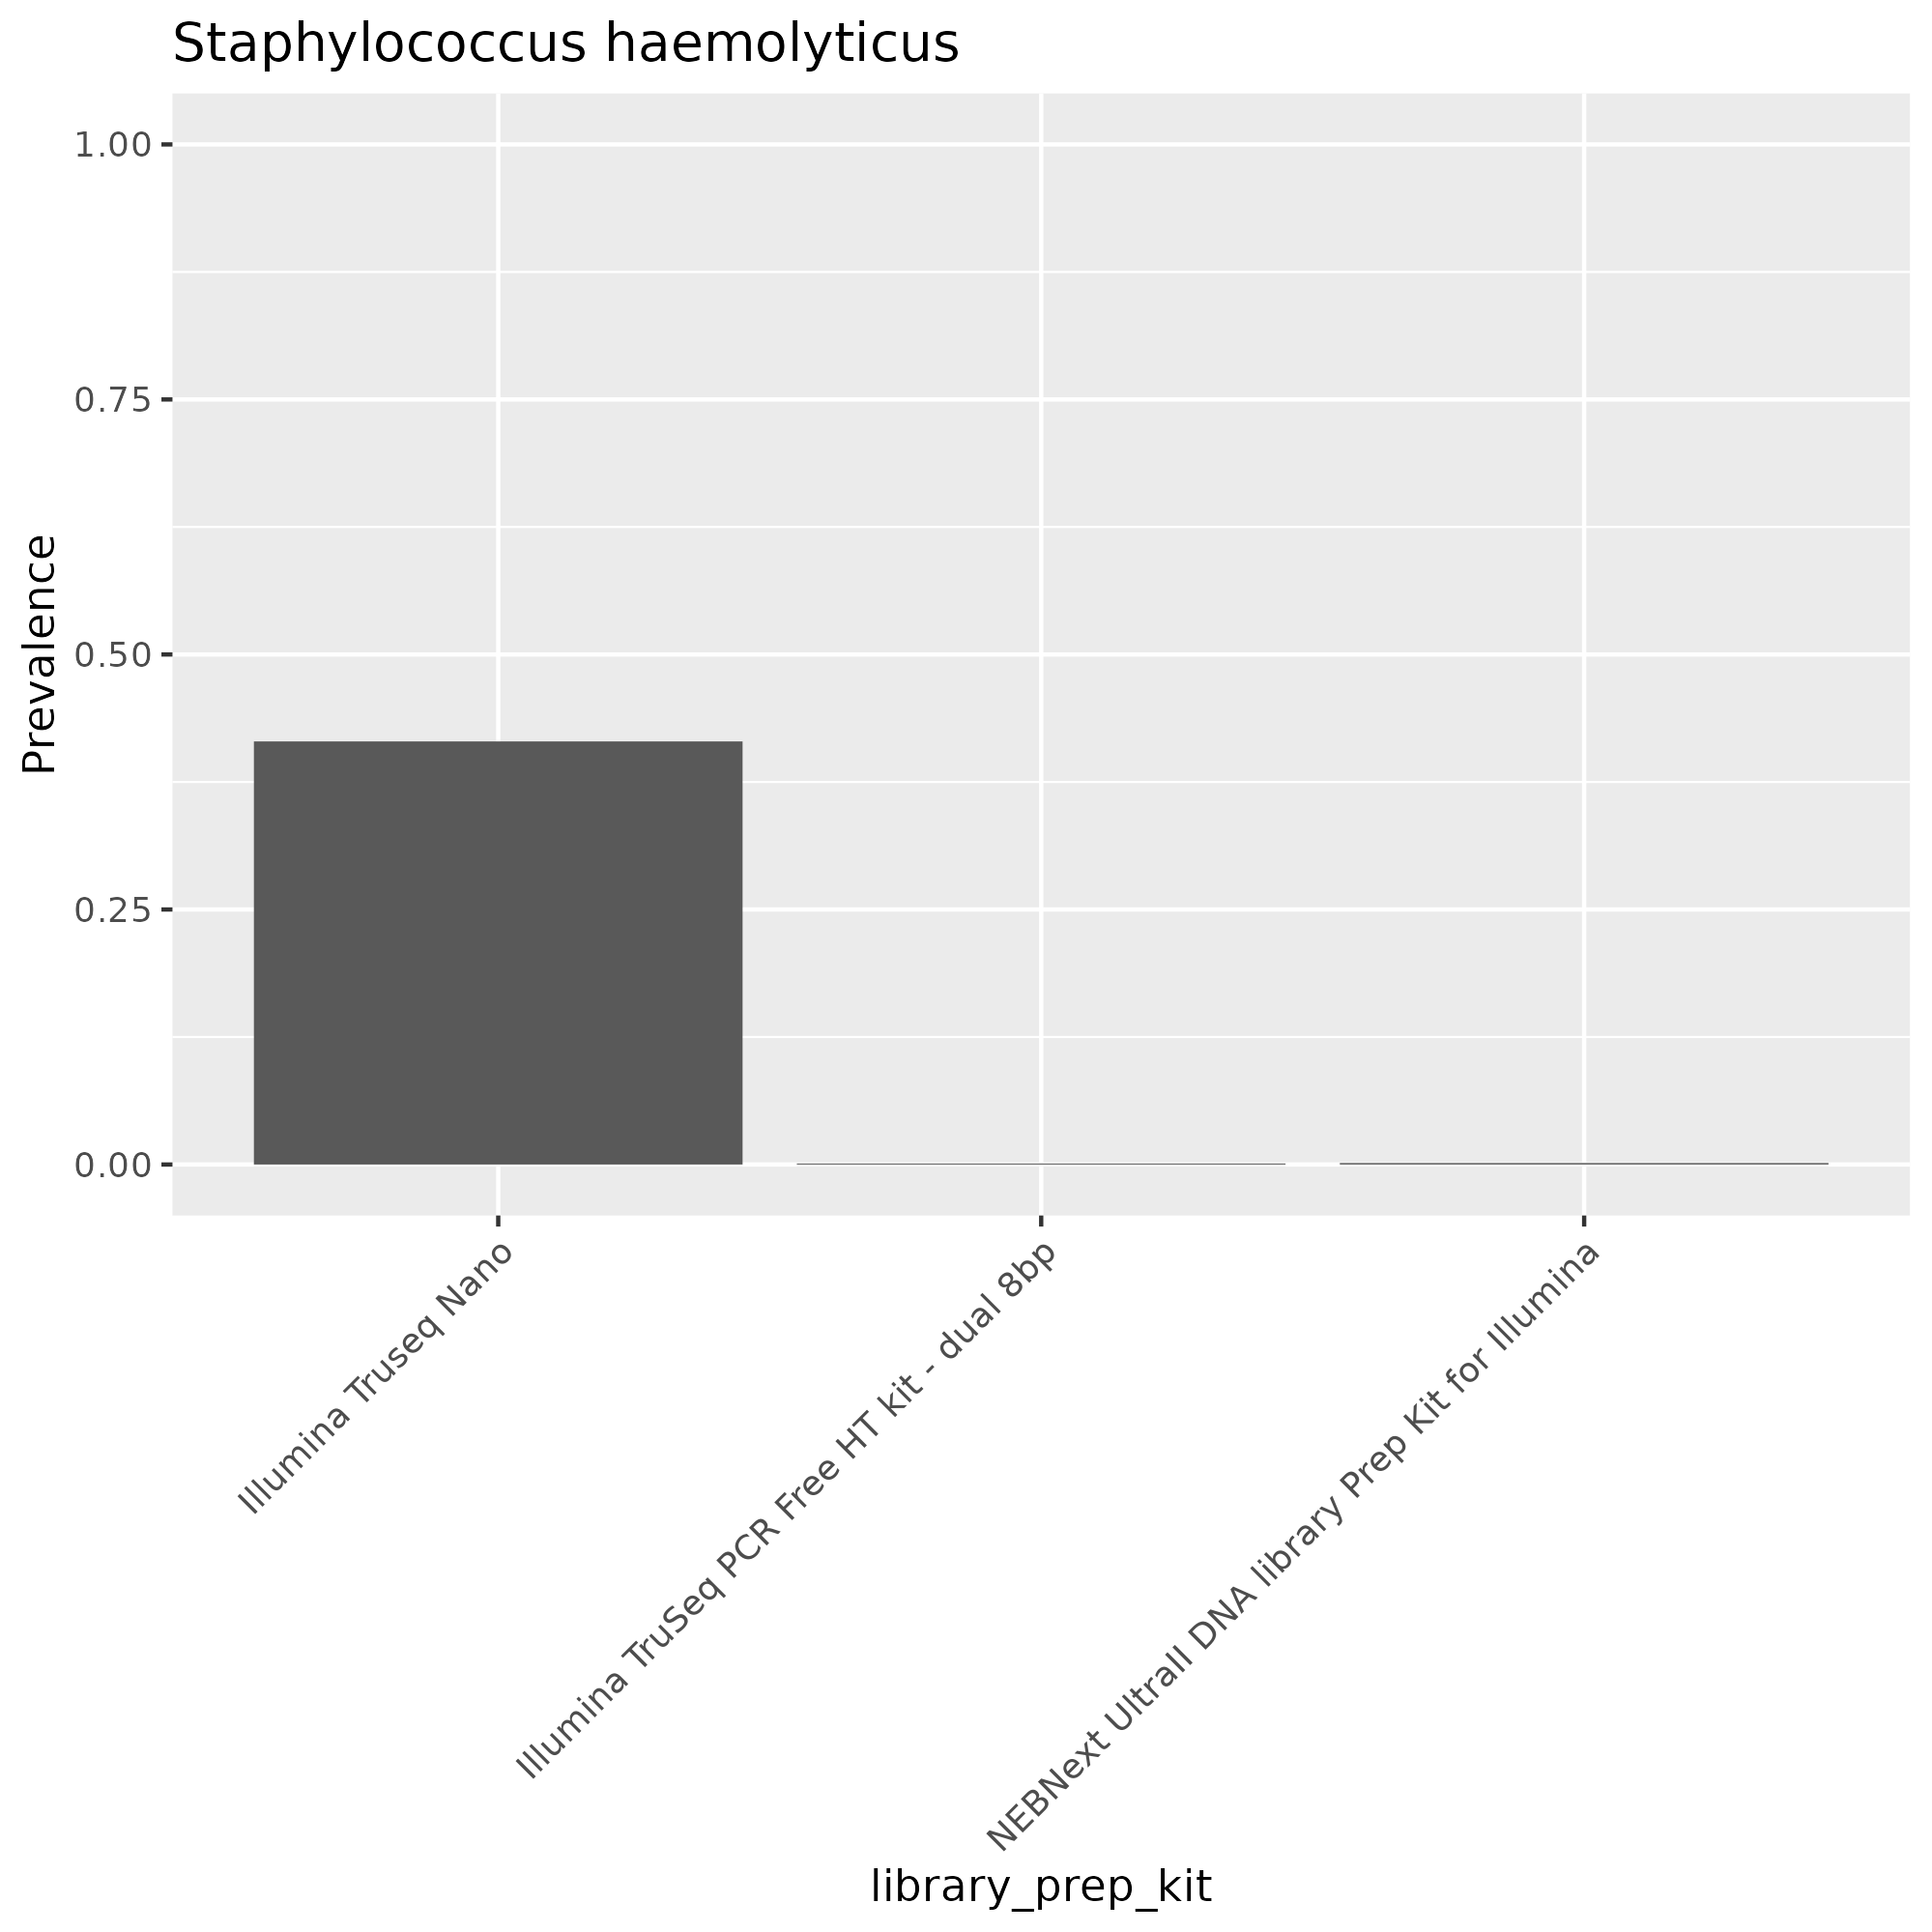 Staphylococcus haemolyticus
Prevalence
1.00
0.75
0.50
0.25
0.00
Illumina Truseq Nano
Illumina TruSeq PCR Free HT kit - dual 8bp
NEBNext UltraII DNA library Prep Kit for Illumina
library_prep_kit